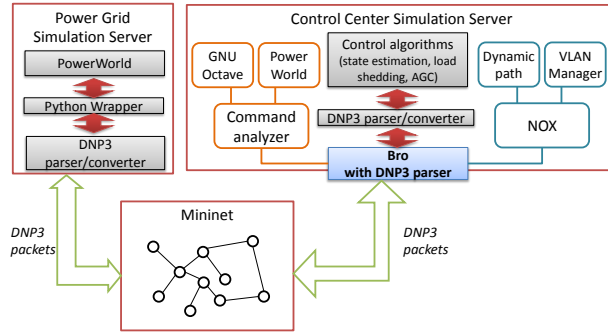 Power Grid
Simulation Server
PowerWorld
Python Wrapper
DNP3
parser/converter
Control Center Simulation Server
GNU
Octave
Power
World
Command
analyzer
Control algorithms
(state estimation, load
shedding, AGC)
DNP3 parser/converter
Bro
with DNP3 parser
Dynamic
path
VLAN
Manager
NOX
DNP3
packets
Mininet
DNP3
packets